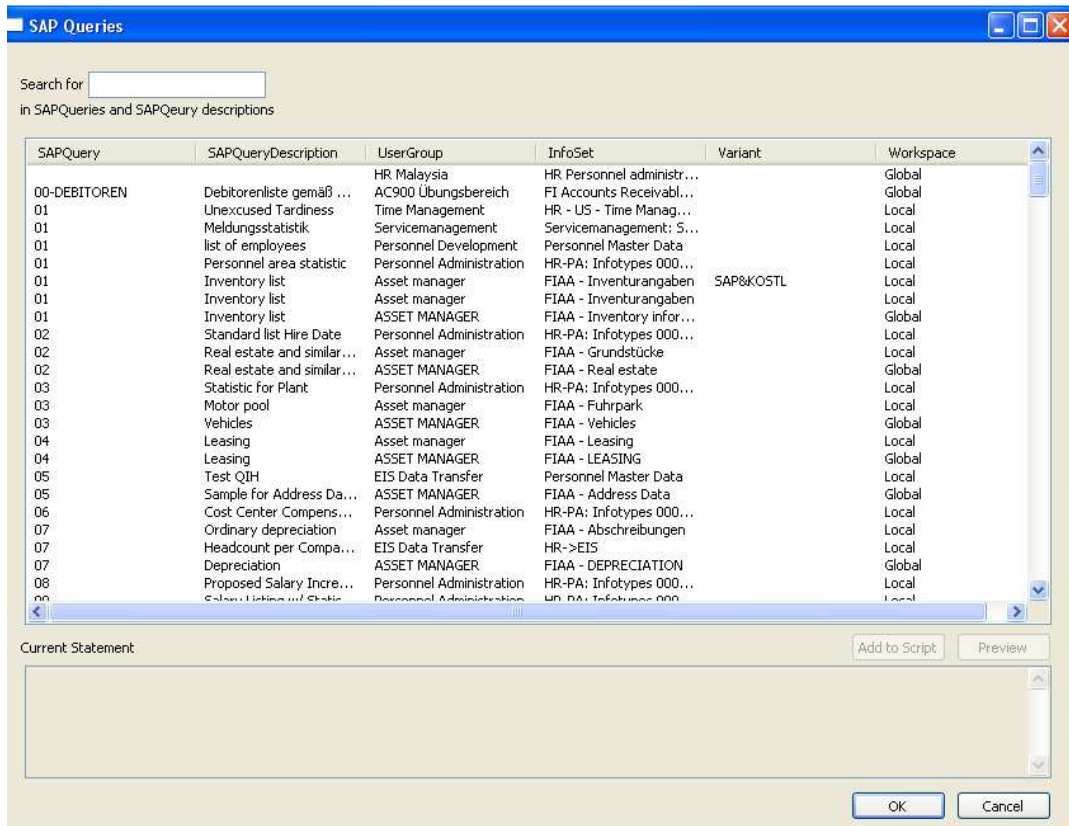 SAP Queries
Search for
in SAPQueries and SAPQeury descriptions
SAPQuery SAPQueryDescription UserGroup InfoSet Variant Workspace
HR Malaysia HR Personnel administr... Global
00-DEBITOREN Debitorenliste gemäß ... AC900 Übungsbereich FI Accounts Receivabl... Global
01 Unexcused Tardiness Time Management HR - US - Time Manag... Local
01 Meldungsstatistik Servicemanagement Servicemanagement: S... Local
01 list of employees Personnel Development Personnel Master Data Local
01 Personnel area statistic Personnel Administration HR-PA: Infotypes 000... Local
01 Inventory list Asset manager FIAA - Inventurangaben SAP&KOSTL Local
01 Inventory list Asset manager FIAA - Inventurangaben Local
01 Inventory list ASSET MANAGER FIAA - Inventory infor... Global
02 Standard list Hire Date Personnel Administration HR-PA: Infotypes 000... Local
02 Real estate and similar... Asset manager FIAA - Grundstücke Local
02 Real estate and similar... ASSET MANAGER FIAA - Real estate Global
03 Statistic for Plant Personnel Administration HR-PA: Infotypes 000... Local
03 Motor pool Asset manager FIAA - Fuhrpark Local
03 Vehicles ASSET MANAGER FIAA - Vehicles Global
04 Leasing Asset manager FIAA - Leasing Local
04 Leasing ASSET MANAGER FIAA - LEASING Global
05 Test QIH EIS Data Transfer Personnel Master Data Local
05 Sample for Address Da... ASSET MANAGER FIAA - Address Data Global
06 Cost Center Compens... Personnel Administration HR-PA: Infotypes 000... Local
07 Ordinary depreciation Asset manager FIAA - Abschreibungen Local
07 Headcount per Compa... EIS Data Transfer HR->EIS Local
07 Depreciation ASSET MANAGER FIAA - DEPRECIATION Global
08 Proposed Salary Incre... Personnel Administration HR-PA: Infotypes 000... Local
Personnel Administration HR-PA: Infotypes 000 Local
Current Statement Add to Script Preview
OK Cancel